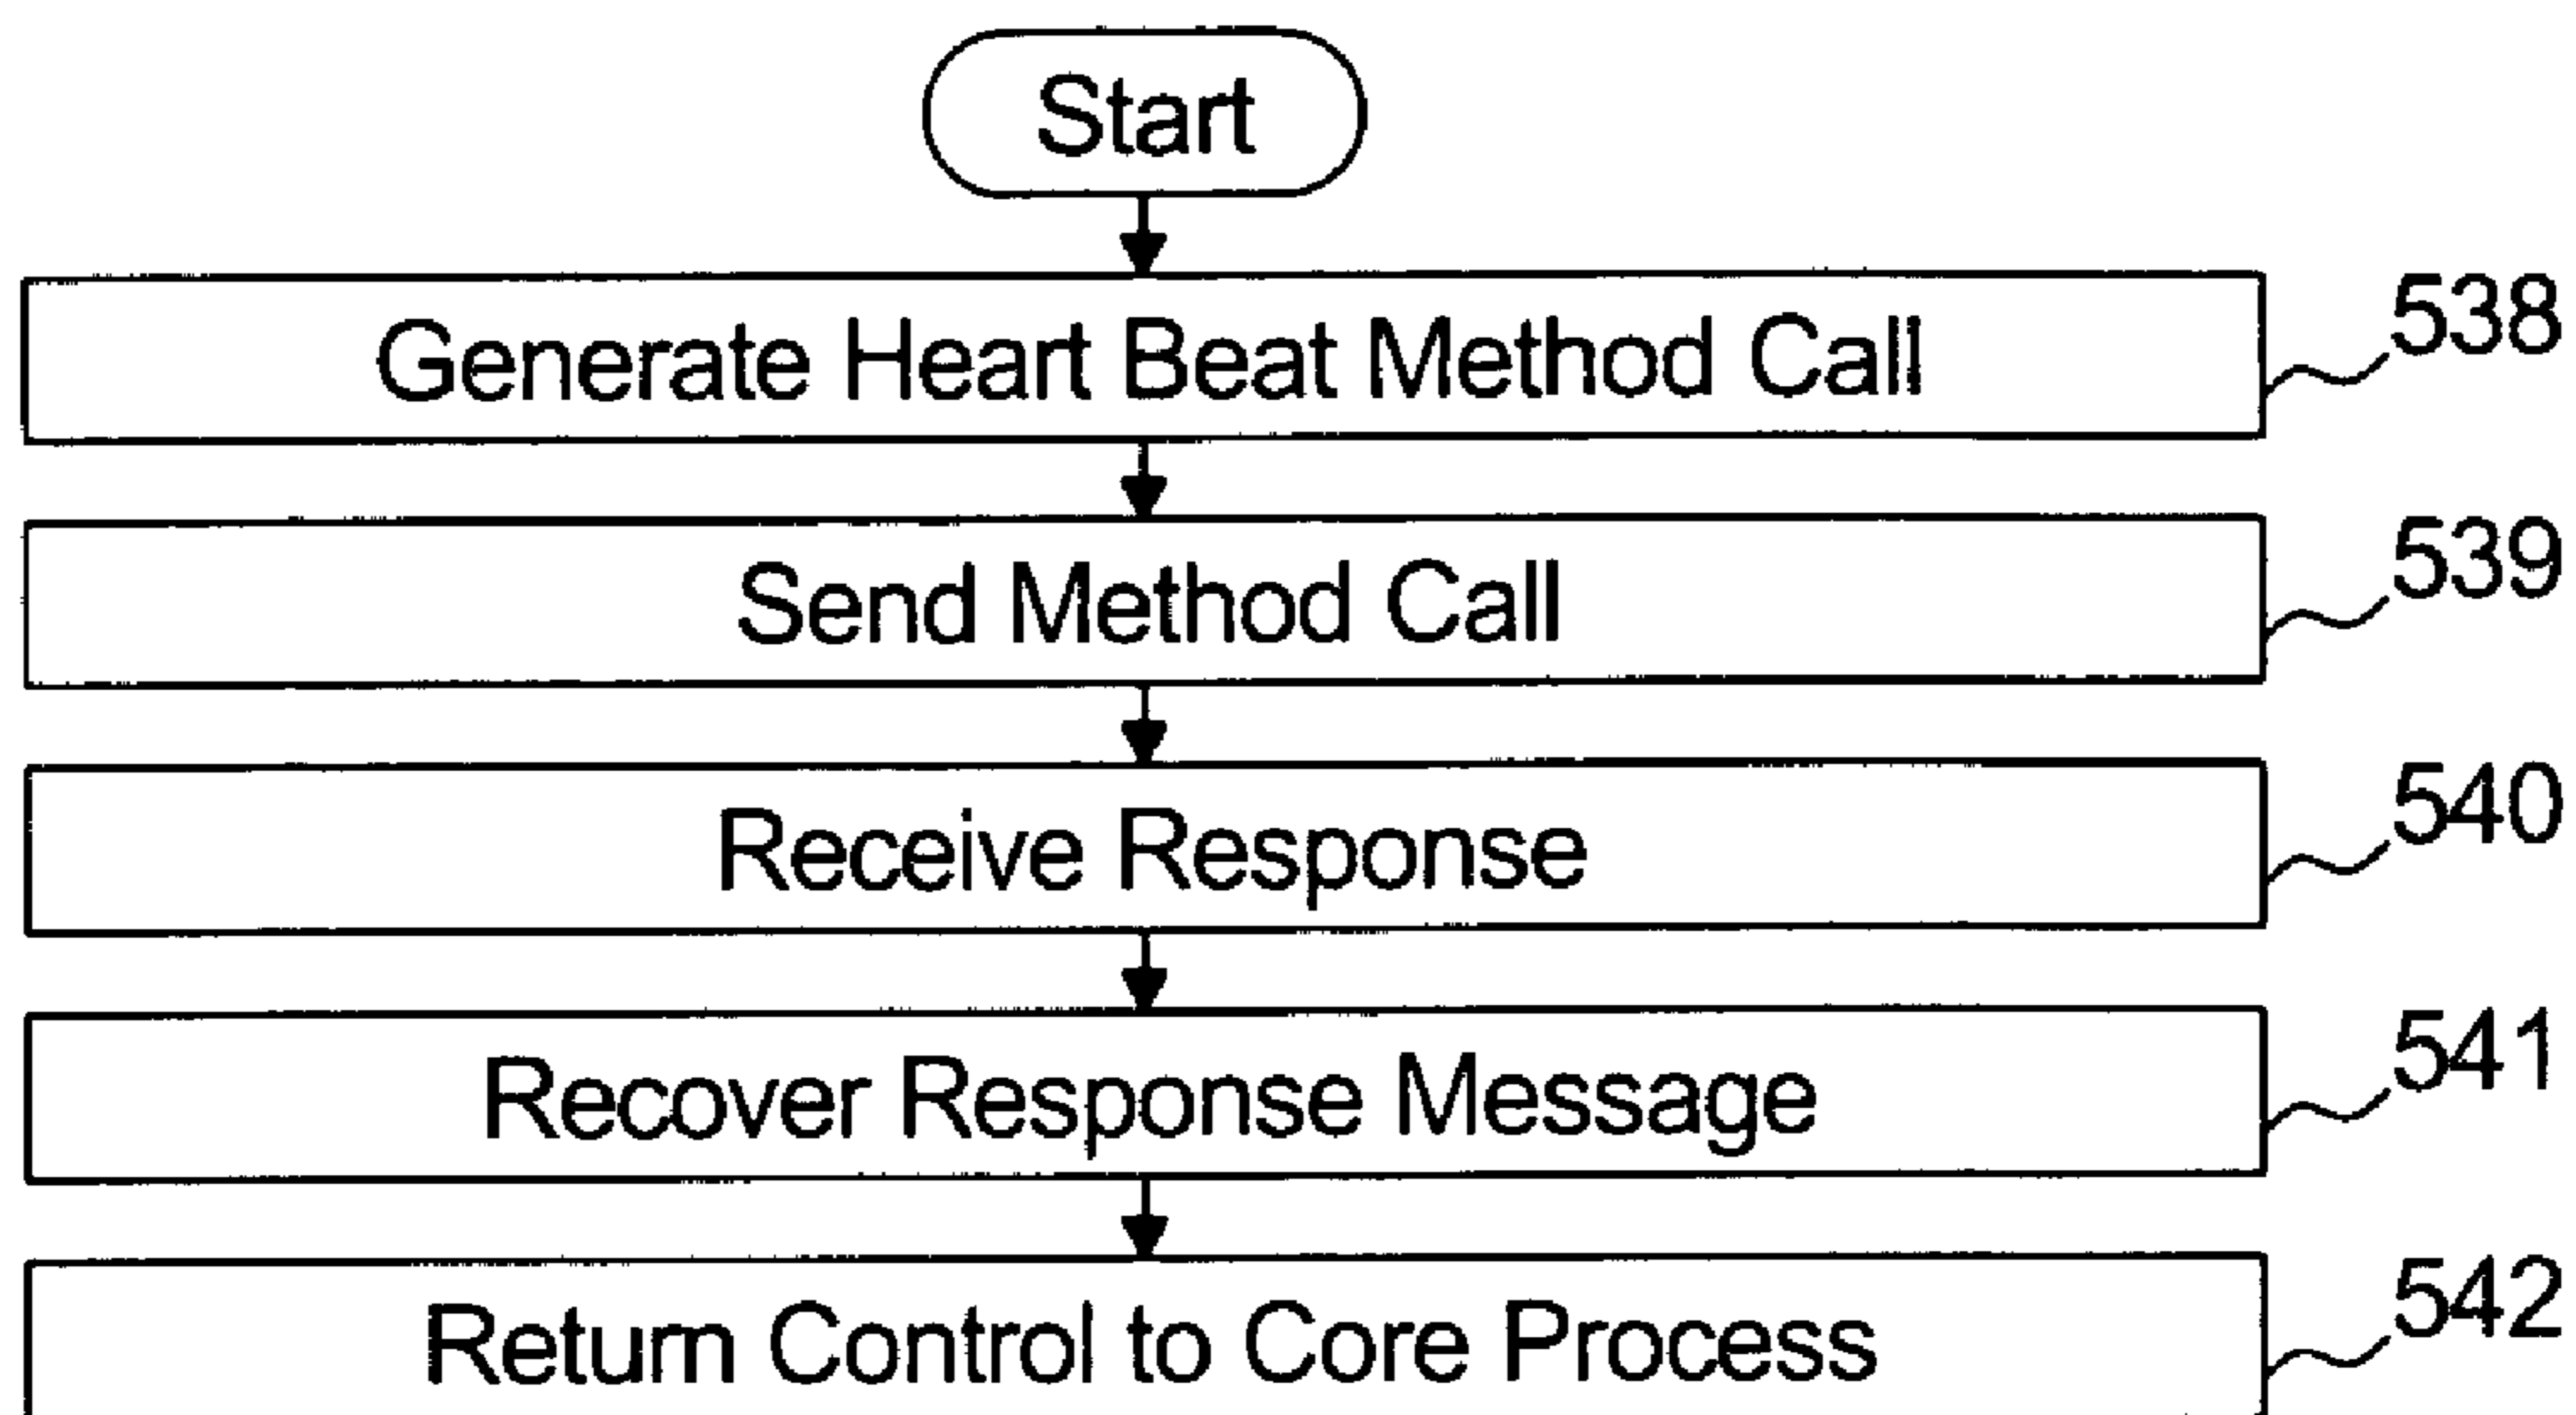 Start
Generate Heart Beat Method Call
538
Send Method Call
539
Receive Response
540
Recover Response Message
541
Return Control to Core Process
542